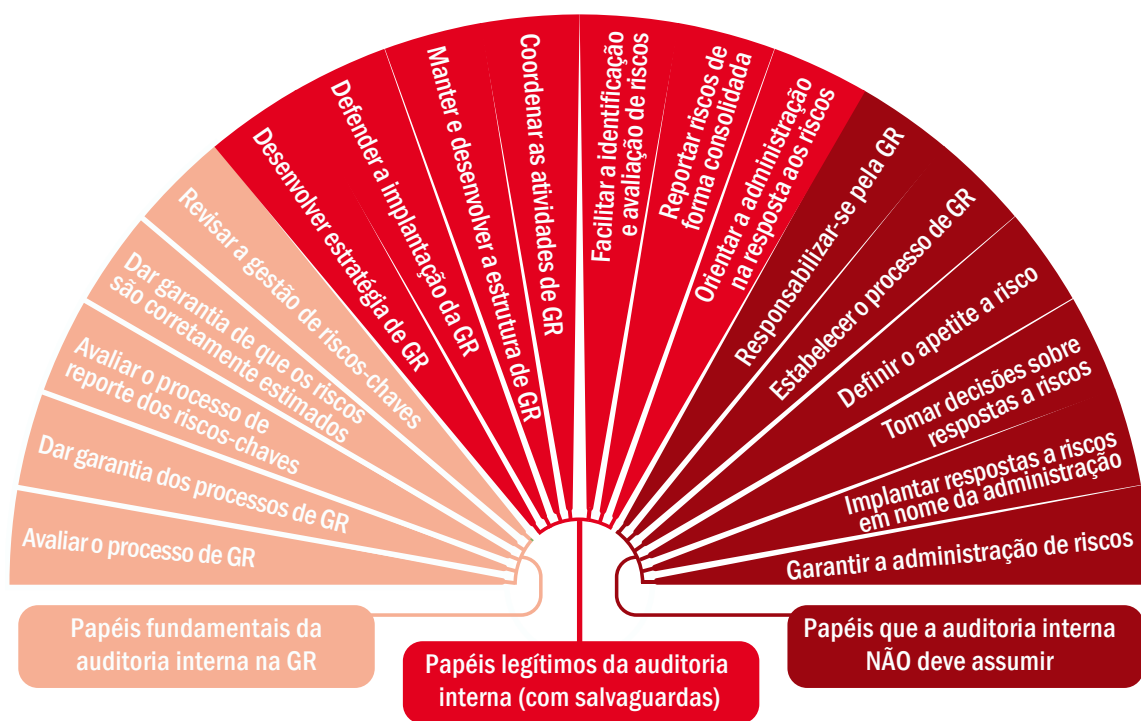 Avaliar o processo de GR
Dar garantia dos processos de GR
Avaliar o processo de
reporte dos riscos-chaves
Dar garantia de que os riscos
são corretamente estimados
Revisar a gestão de riscos-chaves
Desenvolver estratégia de GR
Defender a implantação da GR
Manter e desenvolver a estrutura de GR
Coordenar as atividades de GR
Facilitar a identificação
e avaliação de riscos
Reportar riscos de
forma consolidada
Orientar a administração
na resposta aos riscos
Responsabilizar-se pela GR
Estabelecer o processo de GR
Definir o apetite a risco
Tomar decisões sobre
respostas a riscos
Implantar respostas a riscos
em nome da administração
Garantir a administração de riscos
Papéis fundamentais da
auditoria interna na GR
Papéis legítimos da auditoria
interna (com salvaguardas)
Papéis que a auditoria interna
NÃO deve assumir